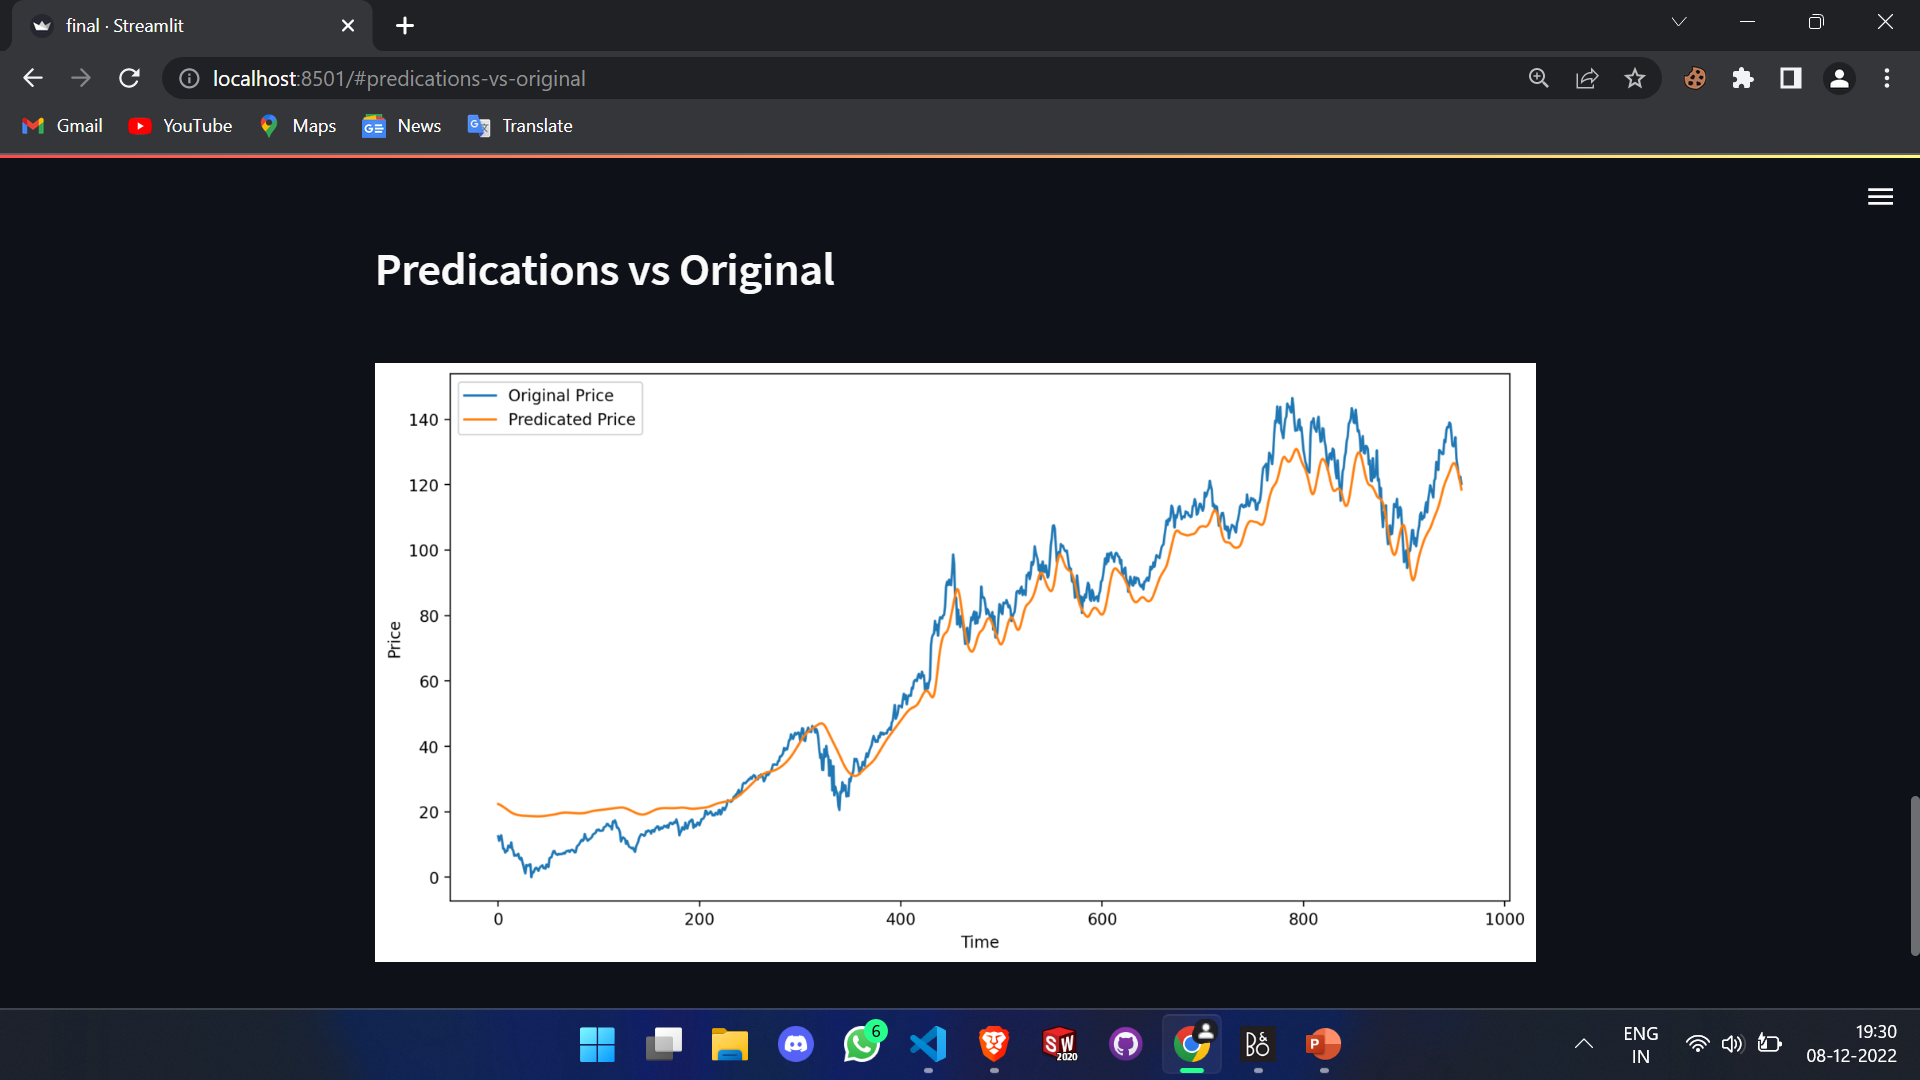 final · Streamlit
localhost:8501/#predications-vs-original
Gmail YouTube Maps News Translate
Predications vs Original
Original Price
Predicated Price
140
120
100
80
60
40
20
0
Price
0 200 400 600 800 1000
Time
6
SW
2020
B&O
P
ENG
IN
19:30
08-12-2022